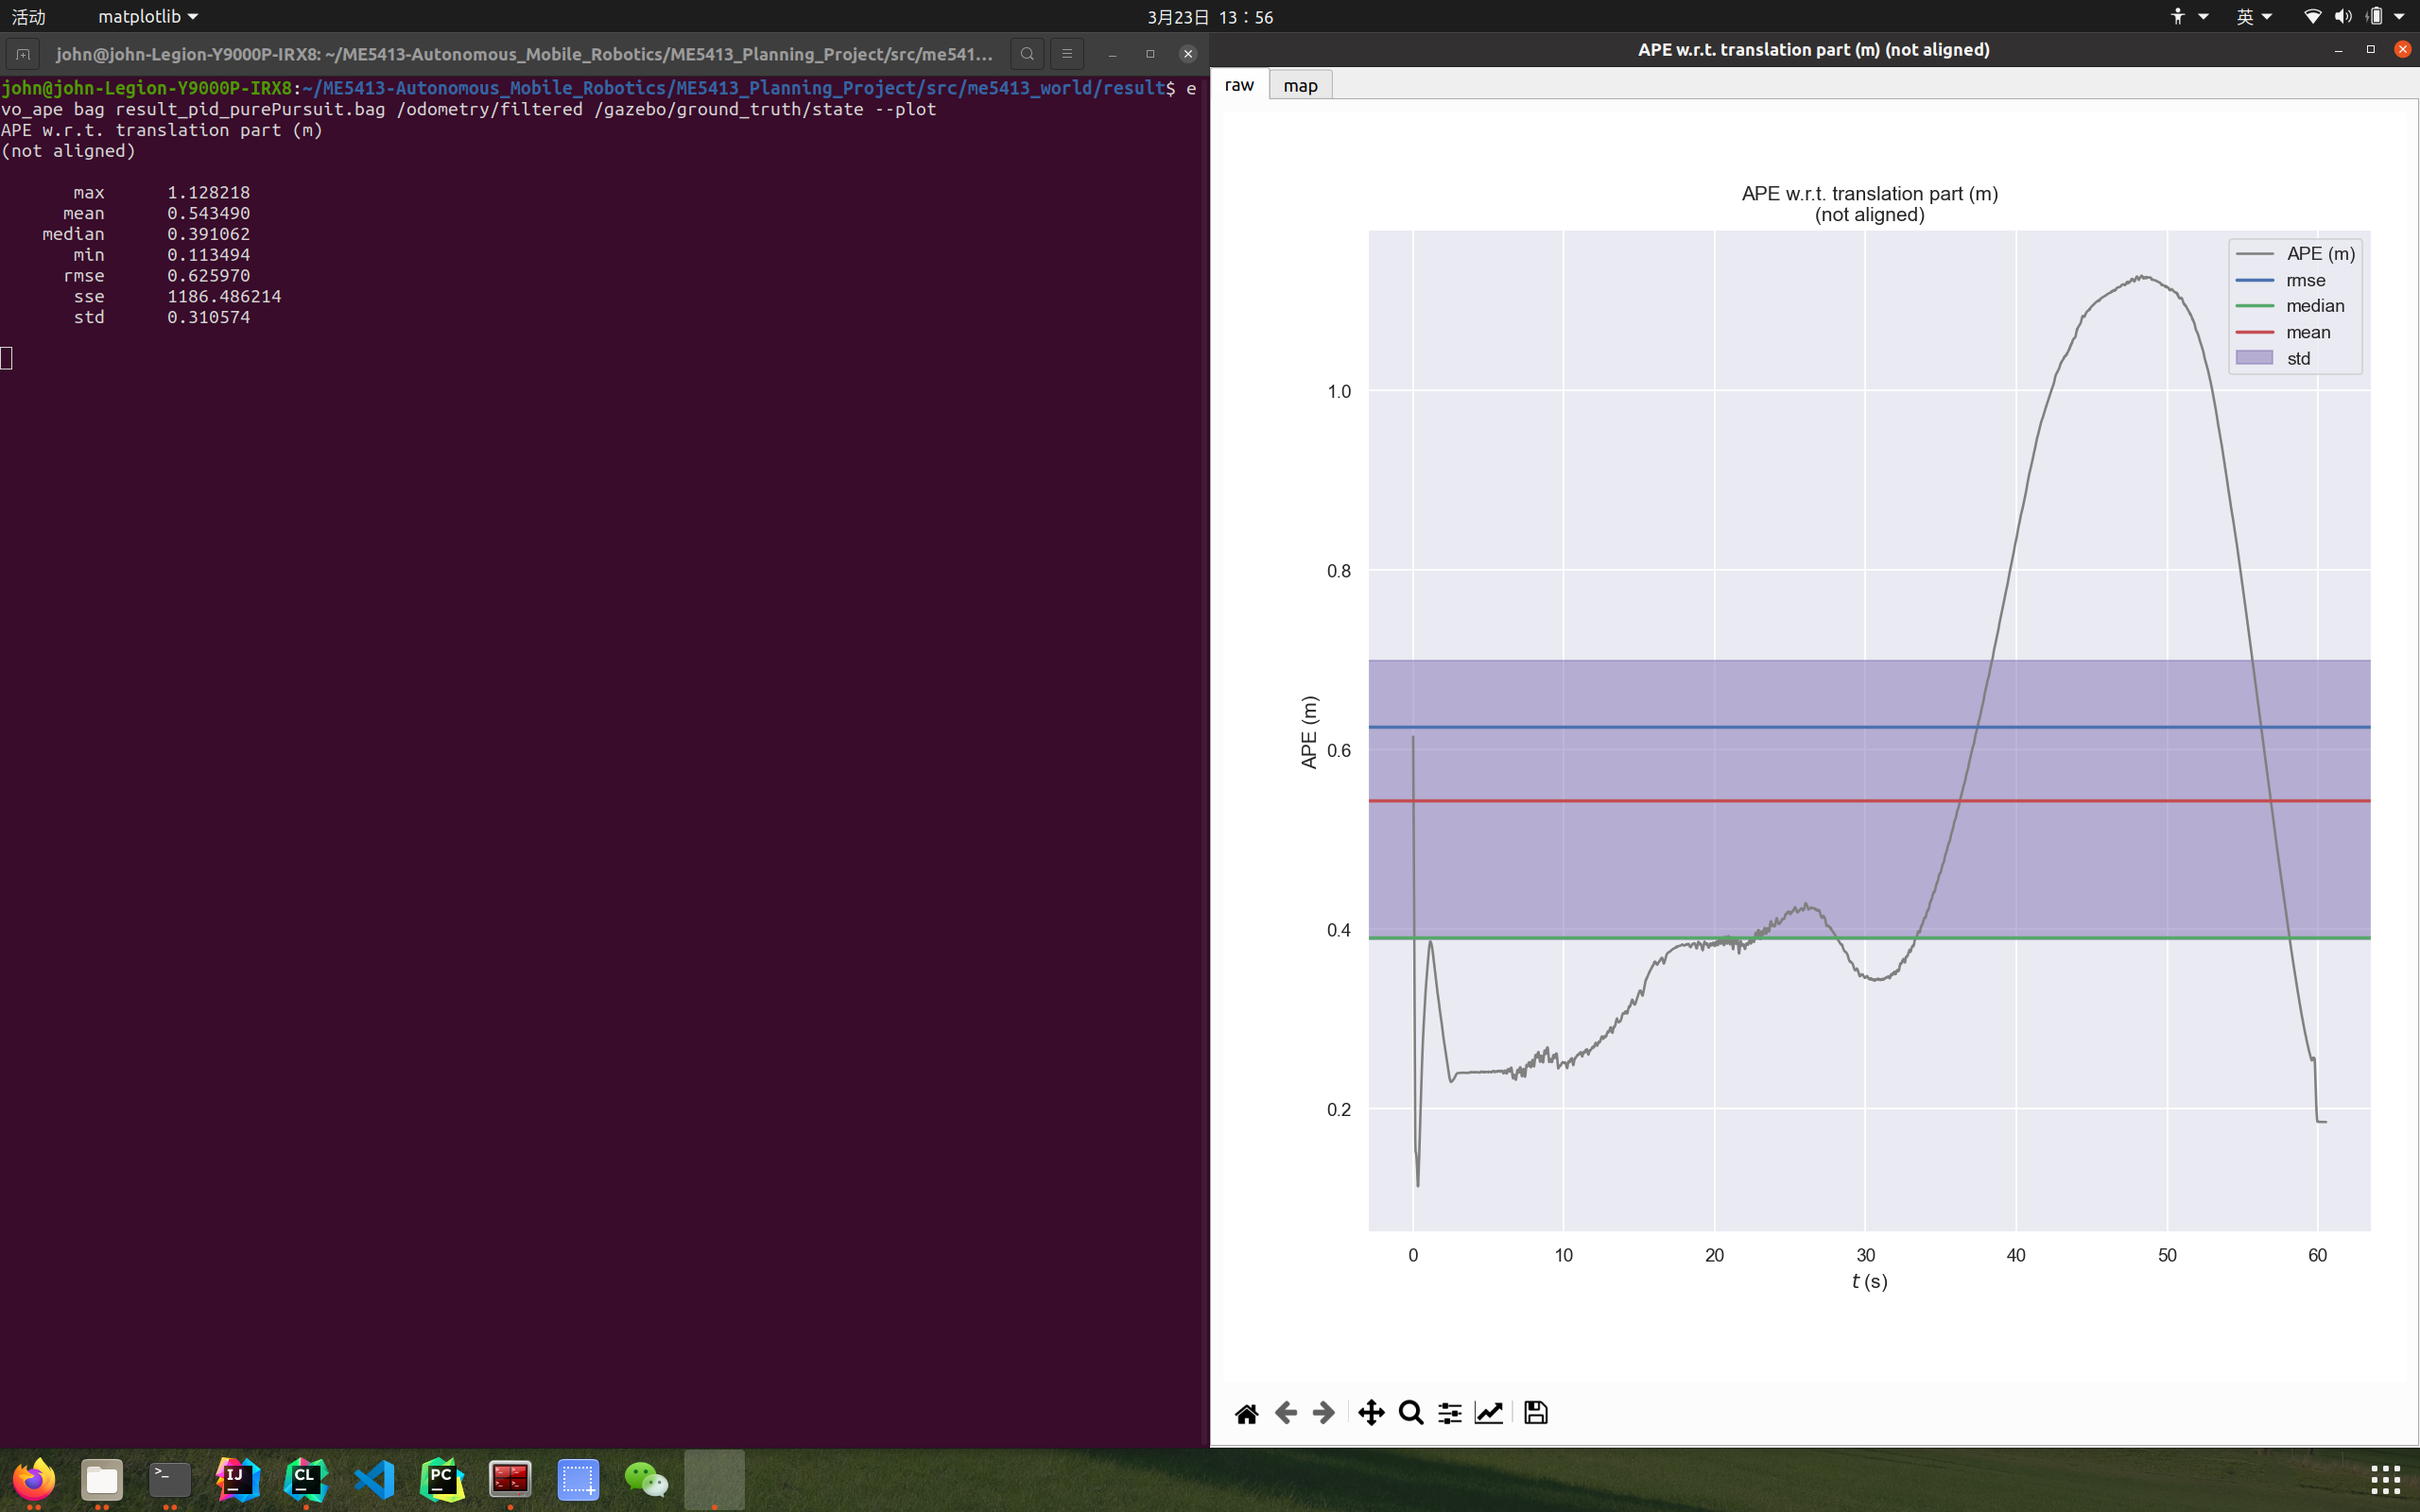 活动
matplotlib
3月23日 13：56
英
john@john-Legion-Y9000P-IRX8: ~/ME5413-Autonomous_Mobile_Robotics/ME5413_Planning_Project/src/me541...
john@john-Legion-Y9000P-IRX8:~/ME5413-Autonomous_Mobile_Robotics/ME5413_Planning_Project/src/me5413_world/result$ e
vo_ape bag result_pid_purePursuit.bag /odometry/filtered /gazebo/ground_truth/state --plot
APE w.r.t. translation part (m)
(not aligned)
max 1.128218
mean 0.543490
median 0.391062
min 0.113494
rmse 0.625970
sse 1186.486214
std 0.310574
APE w.r.t. translation part (m) (not aligned)
raw
map
APE w.r.t. translation part (m)
(not aligned)
APE (m)
rmse
median
mean
std
1.0
0.8
0.6
0.4
0.2
APE (m)
0 10 20 30 40 50 60
t (s)
>_
IJ
CL
PC